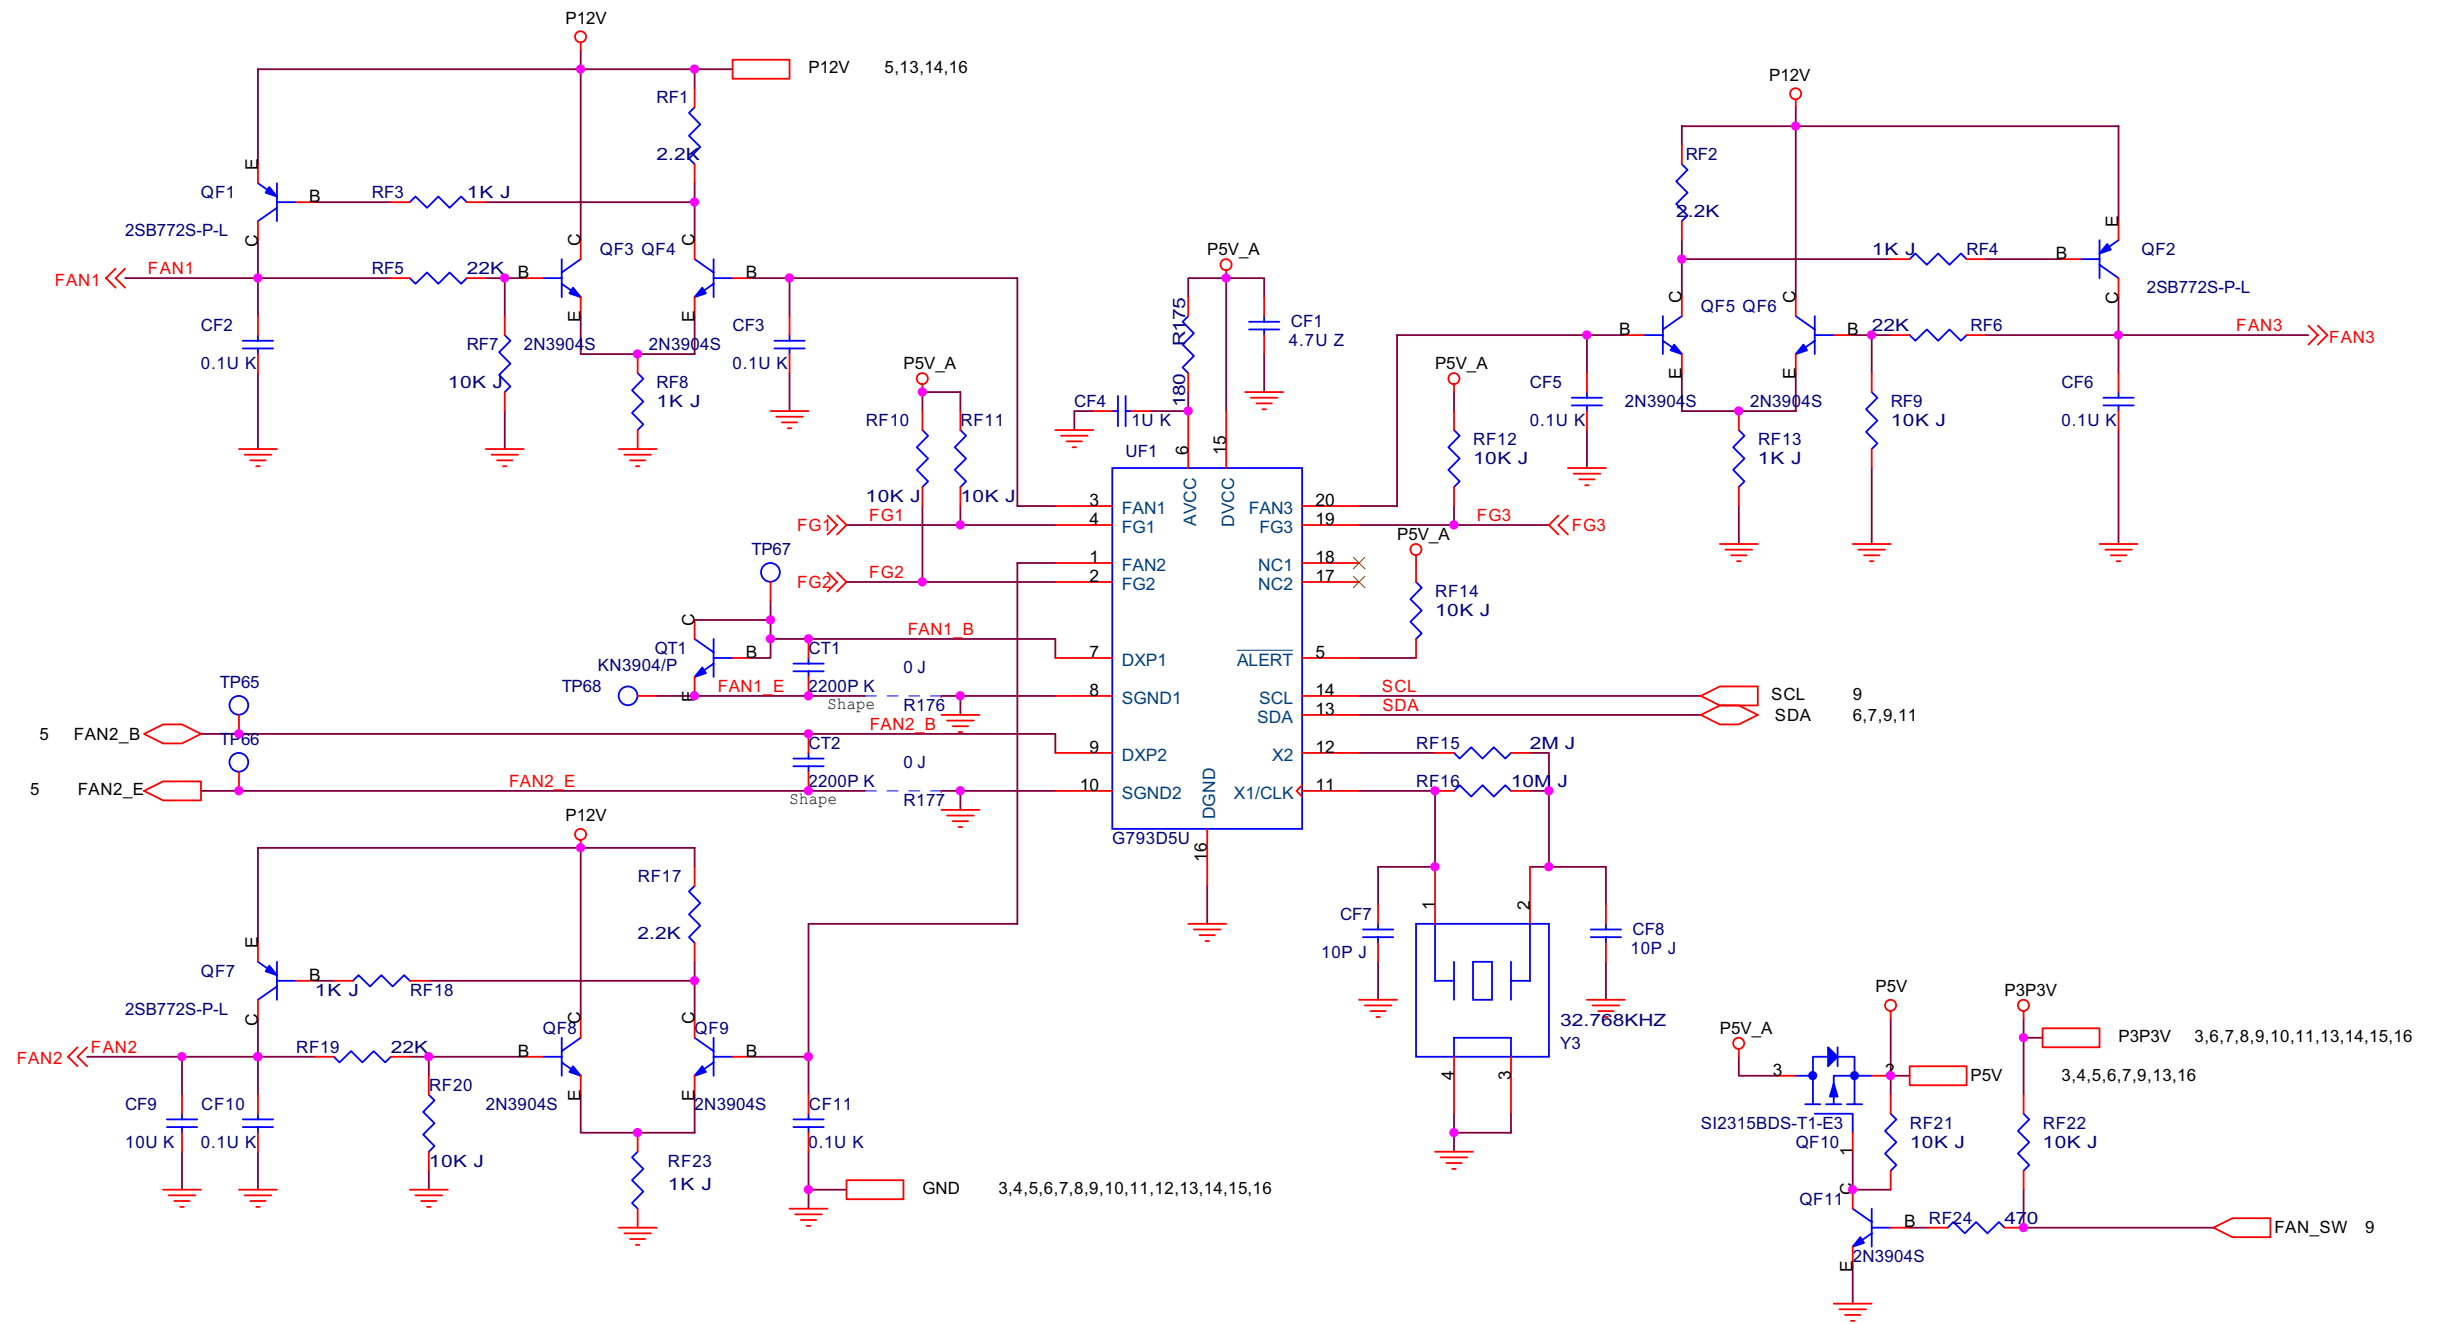 P12V
P12V 5,13,14,16
RF1
2.2K
E
QF1
B
RF3
1K J
2SB772S-P-L
C
C
QF3
QF4
C
FAN1
FAN1
RF5
22K
B
B
CF2
0.1U K
E
E
CF3
0.1U K
RF7
10K J
2N3904S
2N3904S
RF8
1K J
P12V
RF2
2.2K
E
1K J
RF4
B
QF2
2SB772S-P-L
C
QF5
QF6
C
C
B
B
22K
RF6
FAN3
FAN3
CF5
0.1U K
E
E
2N3904S
2N3904S
RF9
10K J
CF6
0.1U K
RF13
1K J
P5V_A
R175
180
CF1
4.7U Z
CF4
1U K
P5V_A
RF10
RF11
10K J
10K J
P5V_A
RF12
10K J
UF1
6
15
AVCC
DVCC
3
FAN1
4
FG1
1
FAN2
2
FG2
7
DXP1
8
SGND1
9
DXP2
10
SGND2
DGND
16
G793D5U
20
FAN3
19
FG3
18
NC1
17
NC2
5
ALERT
14
SCL
13
SDA
12
X2
11
X1/CLK
FG1
FG1
FG2
FG2
FG3
FG3
P5V_A
RF14
10K J
TP67
C
QT1
KN3904/P
B
E
TP68
FAN1_B
CT1
2200P K
FAN1_E
Shape
0 J
R176
TP65
5 FAN2_B
TP66
FAN2_B
CT2
2200P K
Shape
0 J
R177
5 FAN2_E
FAN2_E
SCL
SCL 9
SDA
SDA 6,7,9,11
RF15
2M J
RF16
10M J
CF7
10P J
1
2
CF8
10P J
32.768KHZ
Y3
4
3
P12V
RF17
2.2K
E
QF7
B
1K J
RF18
2SB772S-P-L
C
QF8
C
C
QF9
FAN2
FAN2
RF19
22K
B
B
CF9
10U K
CF10
0.1U K
RF20
10K J
E
E
2N3904S
2N3904S
CF11
0.1U K
RF23
1K J
GND 3,4,5,6,7,8,9,10,11,12,13,14,15,16
P5V
P3P3V
P5V_A
P3P3V 3,6,7,8,9,10,11,13,14,15,16
3
2
P5V 3,4,5,6,7,9,13,16
SI2315BDS-T1-E3
QF10
1
RF21
10K J
RF22
10K J
C
QF11
B
RF24
470
2N3904S
E
FAN_SW 9